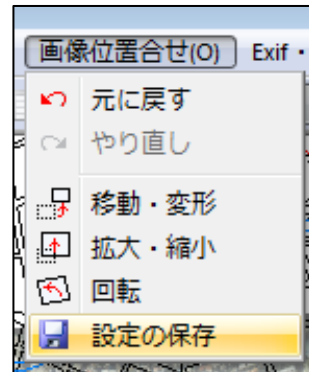 画像位置合せ(O) Exif・
元に戻す
やり直し
移動・変形
拡大・縮小
回転
設定の保存